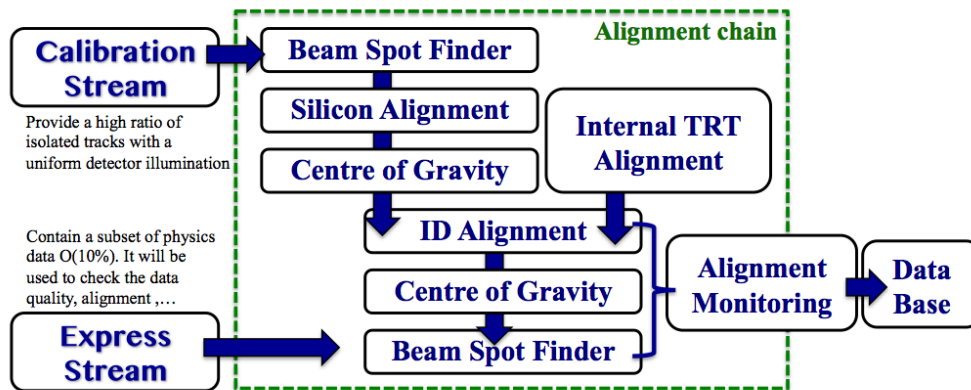 Alignment chain
Calibration
Stream
Provide a high ratio of
isolated tracks with a
uniform detector illumination
Beam Spot Finder
Silicon Alignment
Centre of Gravity
Internal TRT
Alignment
ID Alignment
Centre of Gravity
Beam Spot Finder
Contain a subset of physics
data O(10%). It will be
used to check the data
quality, alignment ,…
Express
Stream
Alignment
Monitoring
Data
Base